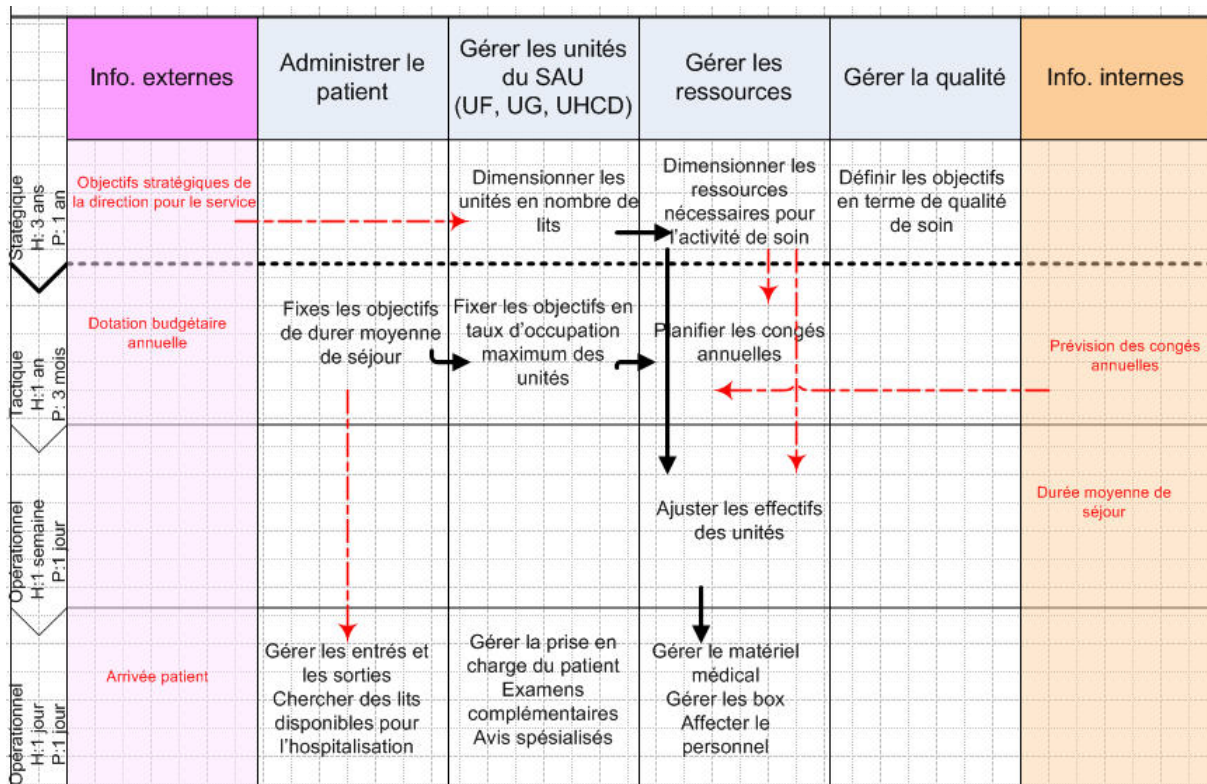 Info. externes
Administrer le
patient
Gérer les unités
du SAU
(UF, UG, UHCD)
Gérer les
ressources
Gérer la qualité
Info. internes
Statégique
H: 3 ans
P: 1 an
Objectifs stratégiques de
la direction pour le service
Dimensionner les
unités en nombre de
lits
Dimensionner les
ressources
nécessaires pour
l'activité de soin
Définir les objectifs
en terme de qualité
de soin
Tactique
H:1 an
P: 3 mois
Dotation budgétaire
annuelle
Fixes les objectifs
de durer moyenne
de séjour
Fixer les objectifs en
taux d'occupation
maximum des
unités
Planifier les congés
annuelles
Prévision des congés
annuelles
Opérationnel
H:1 semaine
P:1 jour
Ajuster les effectifs
des unités
Durée moyenne de
séjour
Opérationnel
H:1 jour
P:1 jour
Arrivée patient
Gérer les entrés et
les sorties
Chercher des lits
disponibles pour
l'hospitalisation
Gérer la prise en
charge du patient
Examens
complémentaires
Avis spésialisés
Gérer le matériel
médical
Gérer les box
Affecter le
personnel